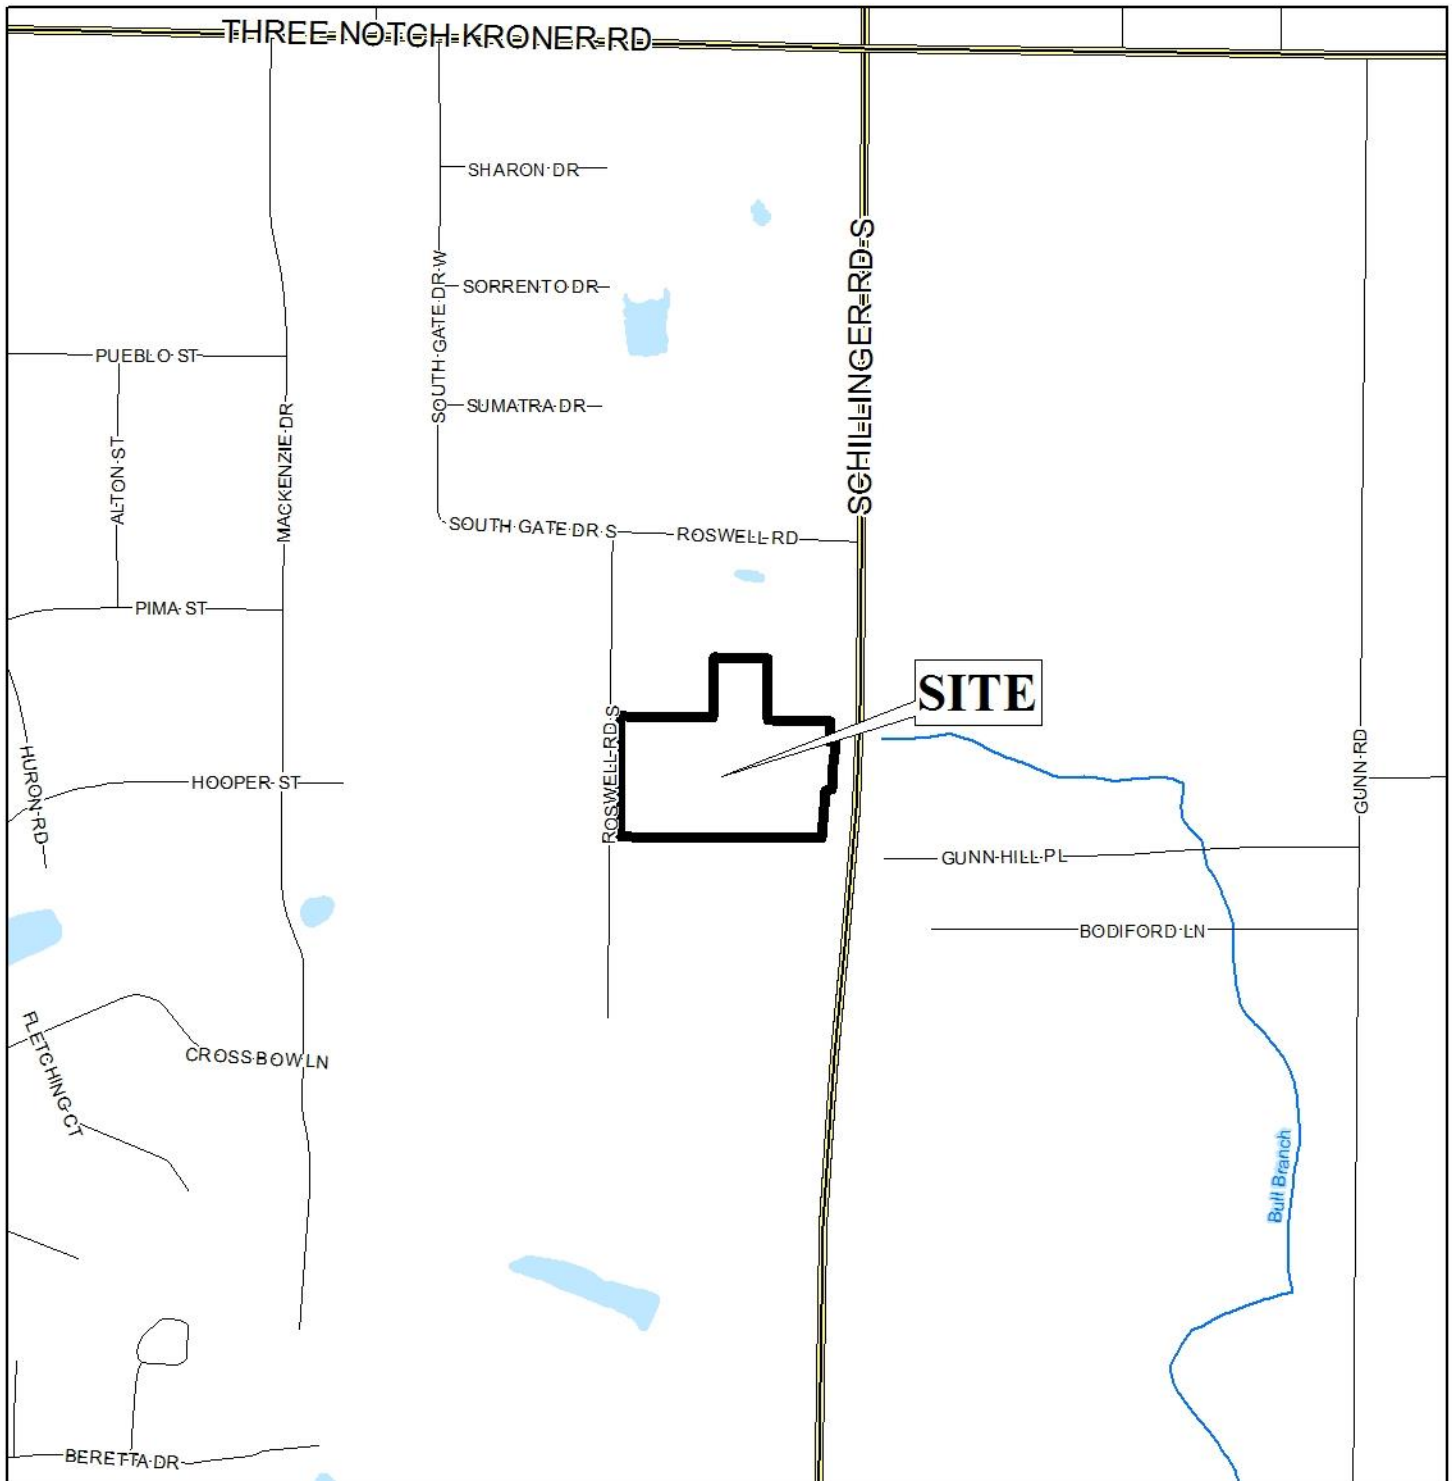 THREE NOTCH KRONER RD
SHARON DR
SCHILLINGER RD S
SOUTH GATE DR W
SORRENTO DR
PUEBLO ST
SUMATRA DR
MACKENZIE DR
ALTON ST
SOUTH GATE DR S
ROSWELL RD
PIMA ST
SITE
ROSWELL RD S
HURON RD
HOOPER ST
GUNN RD
GUNN HILL PL
BODIFORD LN
FLETCHING CT
CROSS BOW LN
Bull Branch
BERETTA DR